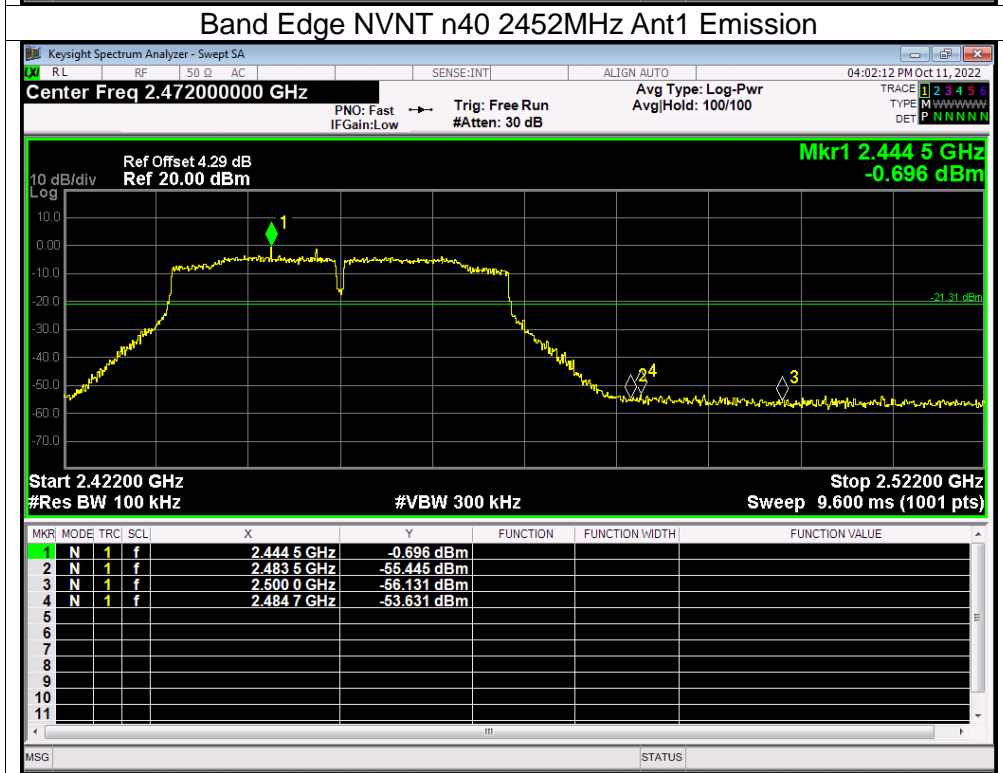 Band Edge NVNT n40 2452MHz Ant1 Emission
Keysight Spectrum Analyzer - Swept SA
LXI RL RF 50 Ω AC SENSE:INT ALIGN AUTO 04:02:12 PM Oct 11, 2022
Center Freq 2.472000000 GHz Avg Type: Log-Pwr TRACE 1 2 3 4 5 6
PNO: Fast Trig: Free Run Avg|Hold: 100/100 TYPE M WWWWW
IFGain:Low #Atten: 30 dB DET P N N N N N
Mkr1 2.444 5 GHz
-0.696 dBm
Ref Offset 4.29 dB
10 dB/div Ref 20.00 dBm
Log
10.0
0.00
-10.0
-20.0
-30.0
-40.0
-50.0
-60.0
-70.0
1
-21.31 dBm
2 4
3
Start 2.42200 GHz Stop 2.52200 GHz
#Res BW 100 kHz #VBW 300 kHz Sweep 9.600 ms (1001 pts)
MKR MODE TRC SCL X Y FUNCTION FUNCTION WIDTH FUNCTION VALUE
1 N 1 f 2.444 5 GHz -0.696 dBm
2 N 1 f 2.483 5 GHz -55.445 dBm
3 N 1 f 2.500 0 GHz -56.131 dBm
4 N 1 f 2.484 7 GHz -53.631 dBm
5
6
7
8
9
10
11
MSG STATUS